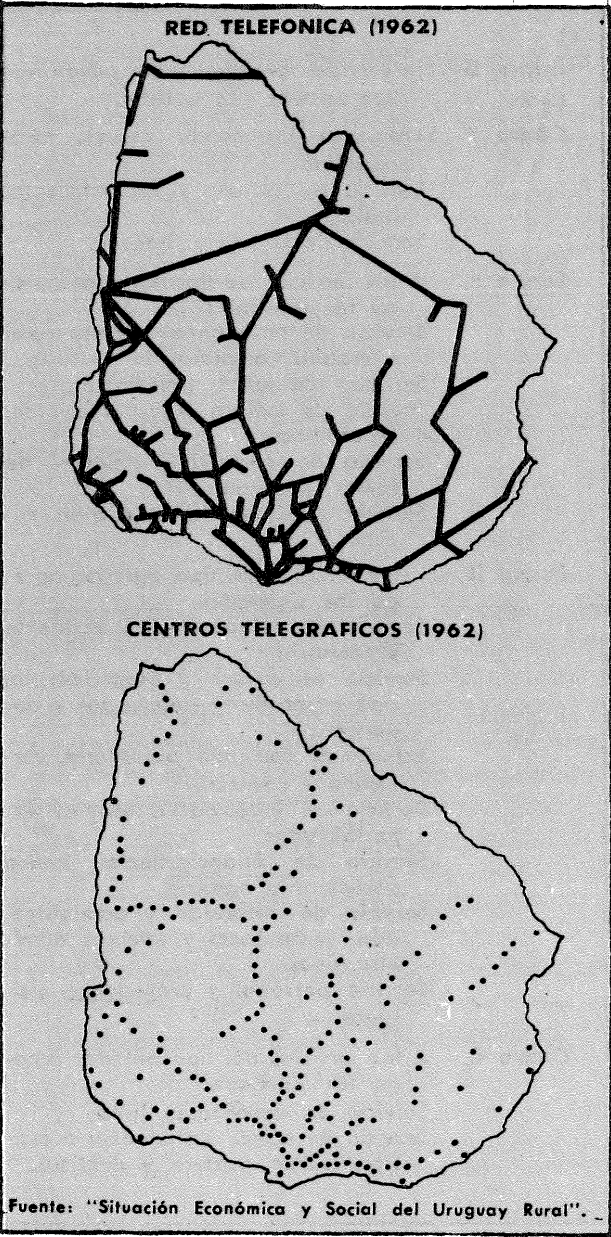 RED TELEFONICA (1962)
CENTROS TELEGRAFICOS (1962)
Fuente: "Situación Económica y Social del Uruguay Rural".